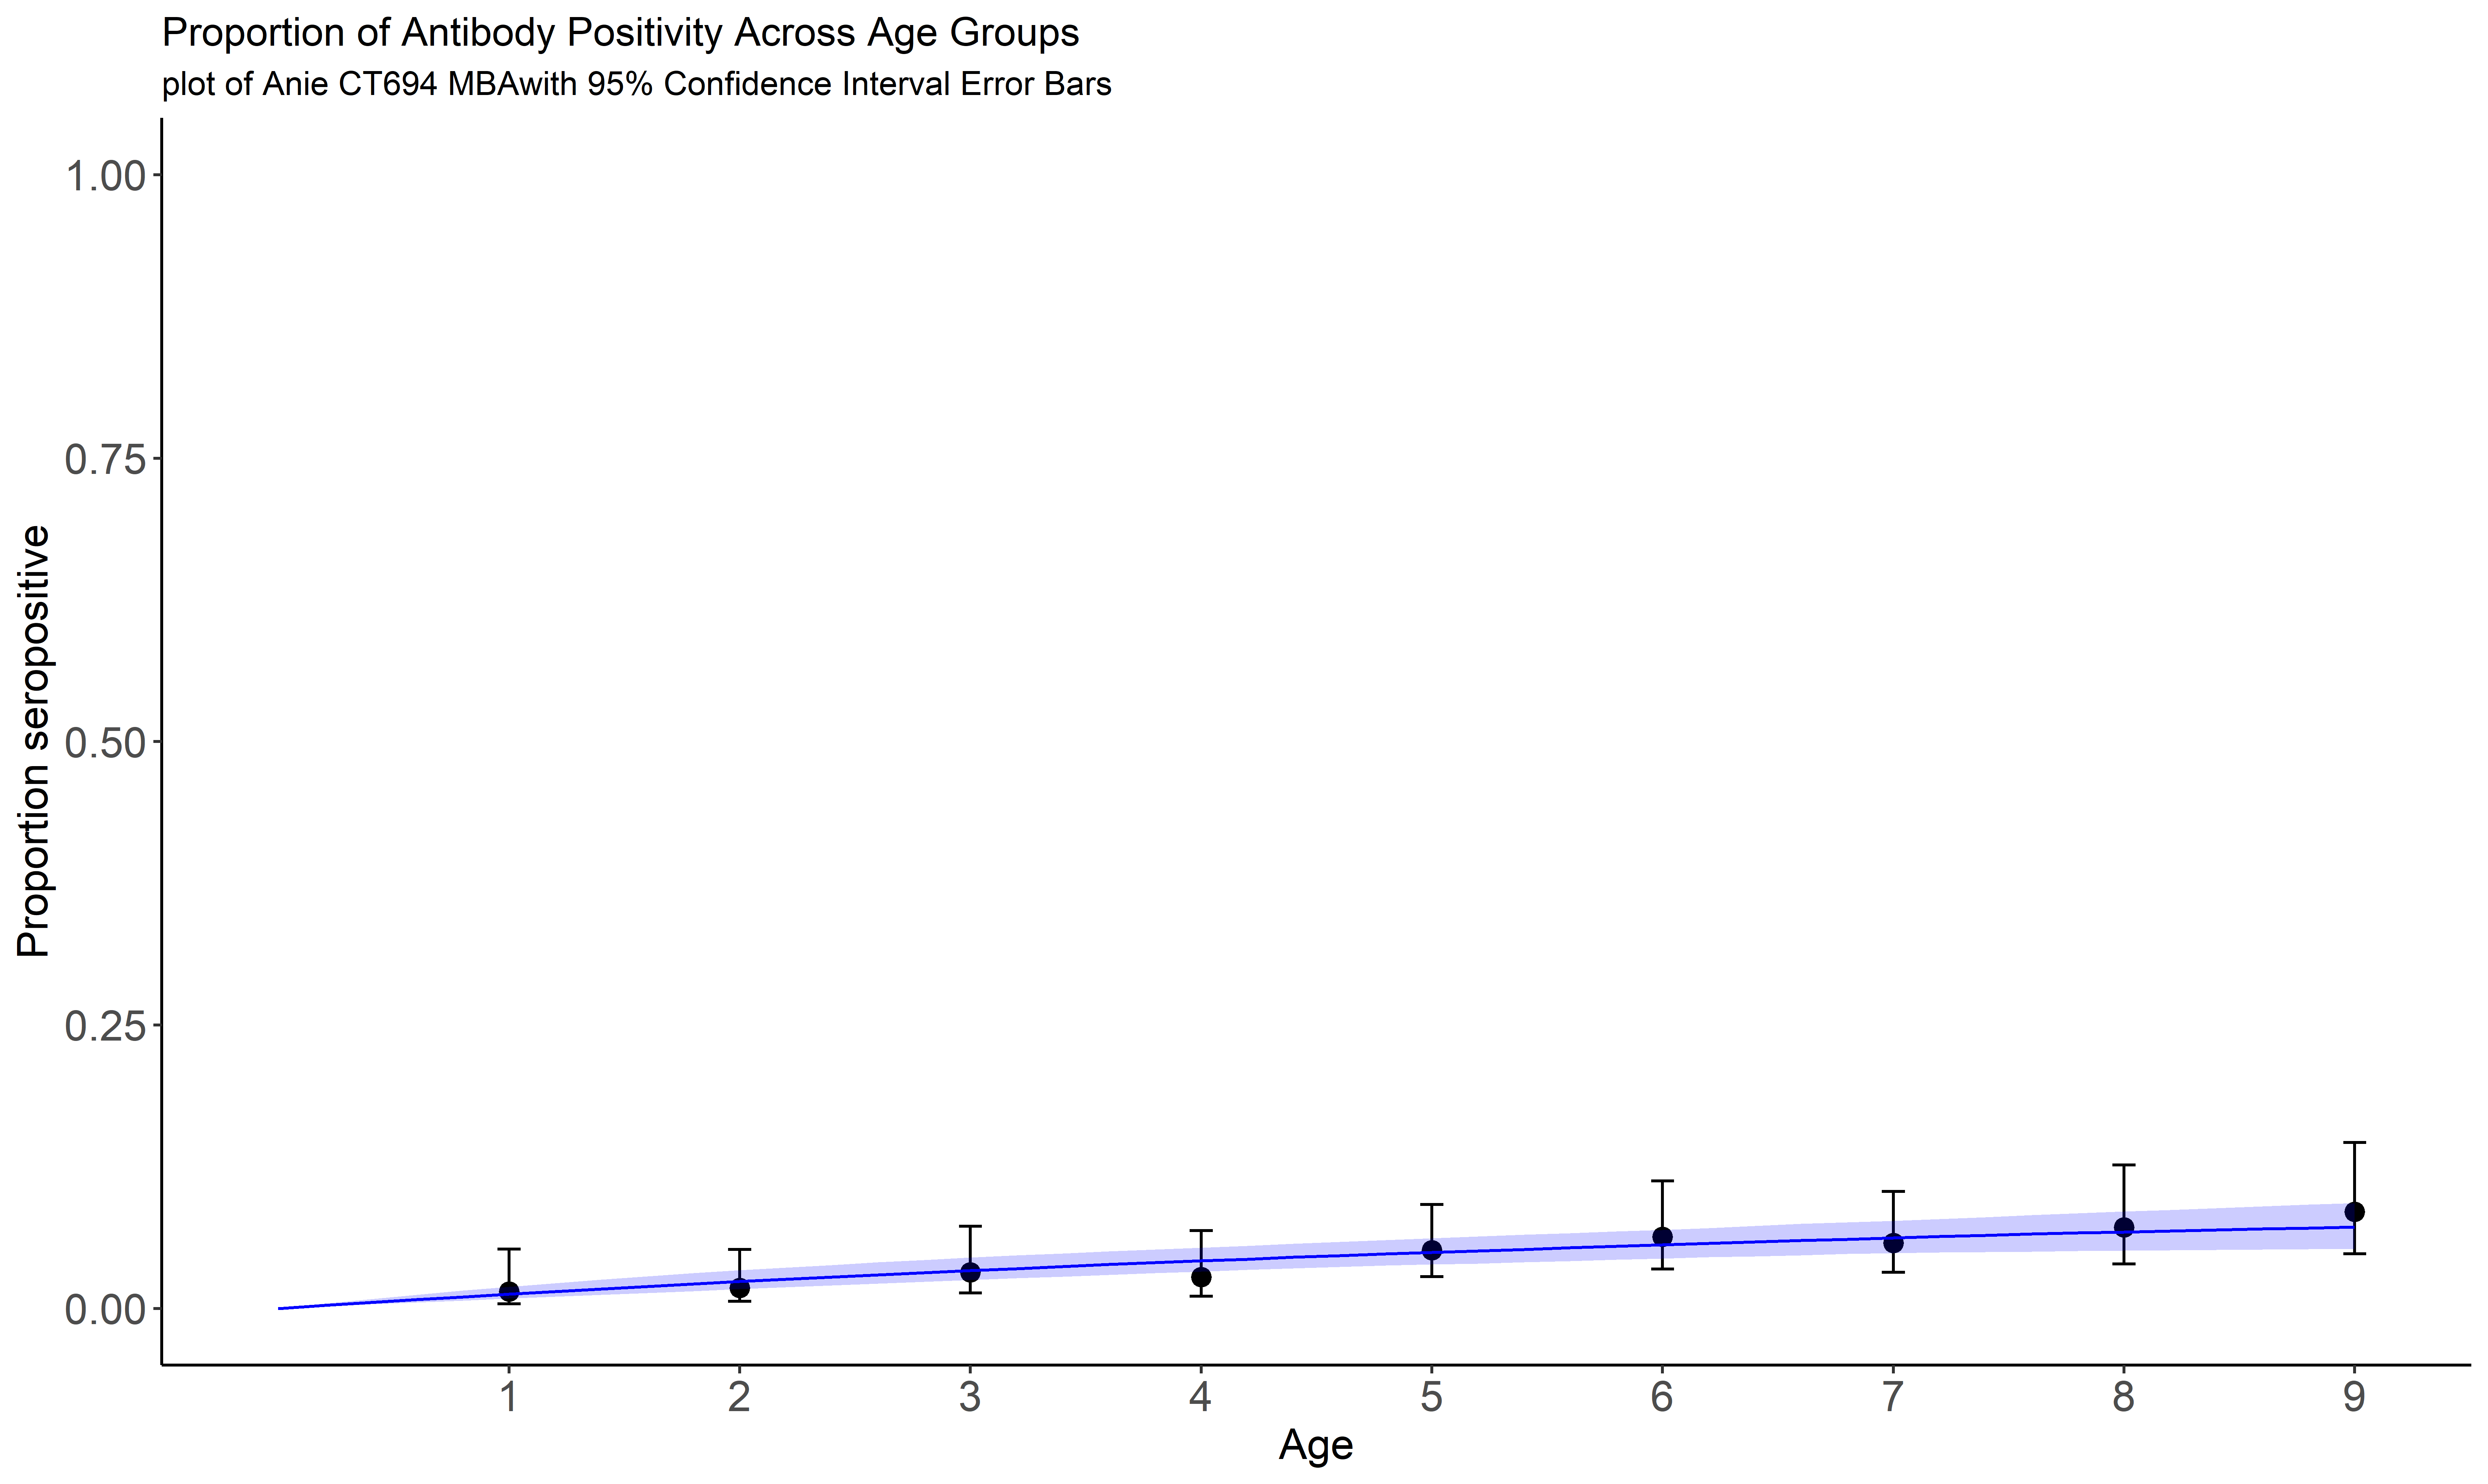 Proportion of Antibody Positivity Across Age Groups
plot of Anie CT694 MBAwith 95% Confidence Interval Error Bars
1.00
0.75
0.50
0.25
0.00
Proportion seropositive
1 2 3 4 5 6 7 8 9
Age